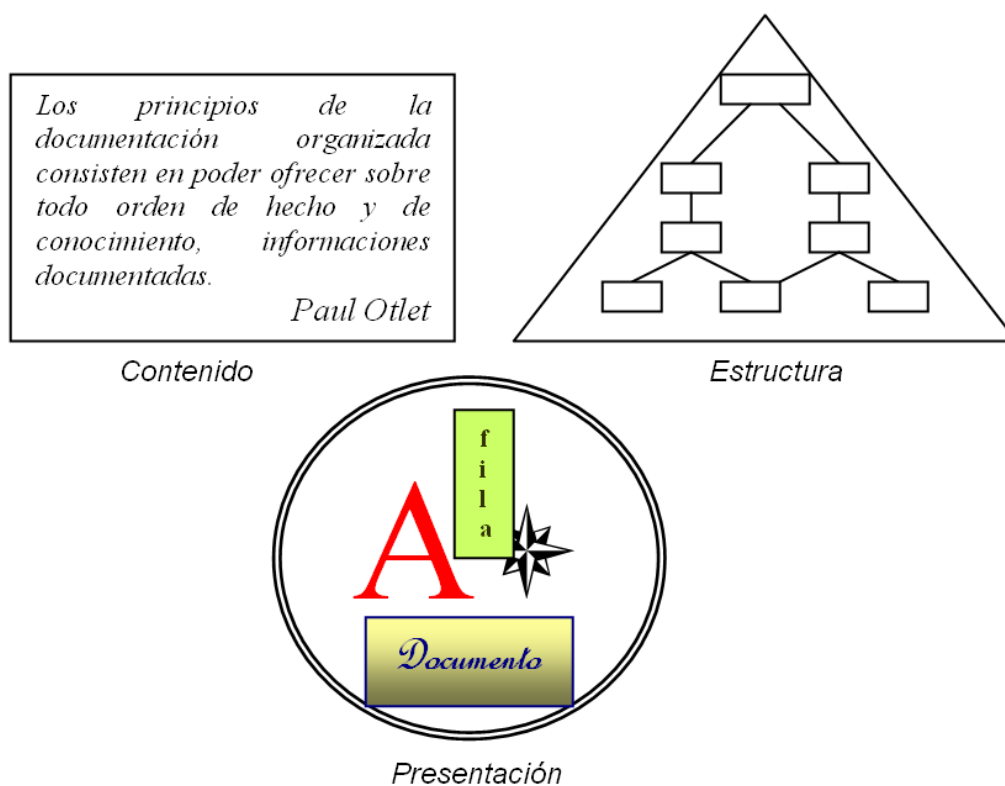 Los principios de la
documentación organizada
consisten en poder ofrecer sobre
todo orden de hecho y de
conocimiento, informaciones
documentadas.
Paul Otlet
Contenido
Estructura
fila
A
Documento
Presentación